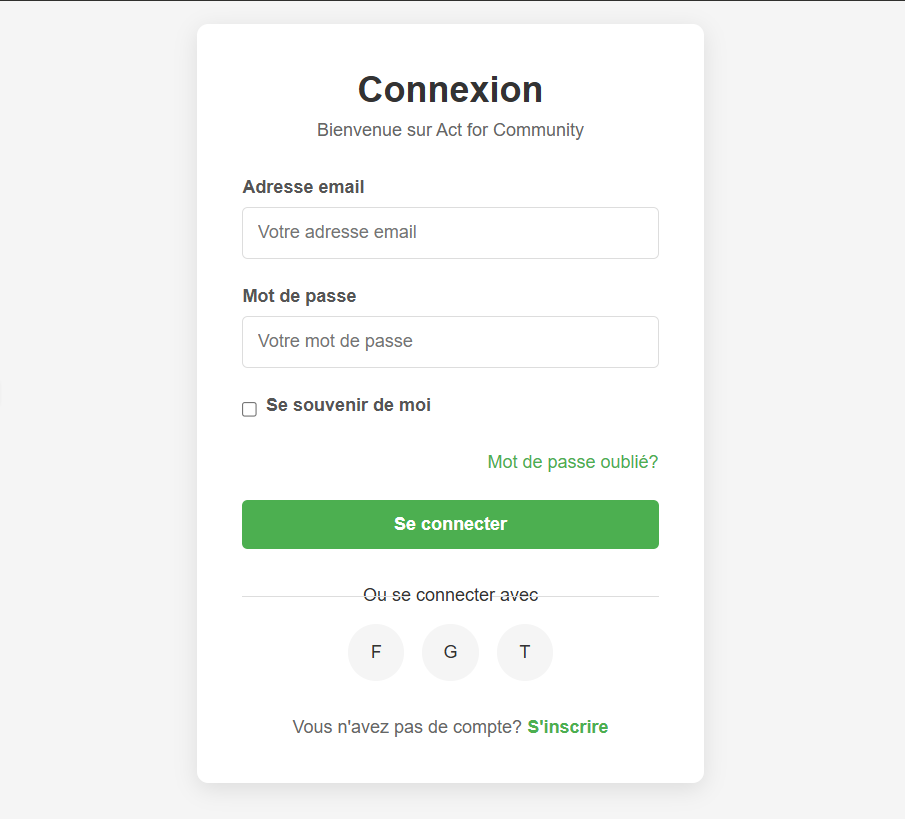 Connexion
Bienvenue sur Act for Community
Adresse email
Votre adresse email
Mot de passe
Votre mot de passe
Se souvenir de moi
Mot de passe oublié?
Se connecter
Ou se connecter avec
F G T
Vous n'avez pas de compte? S'inscrire